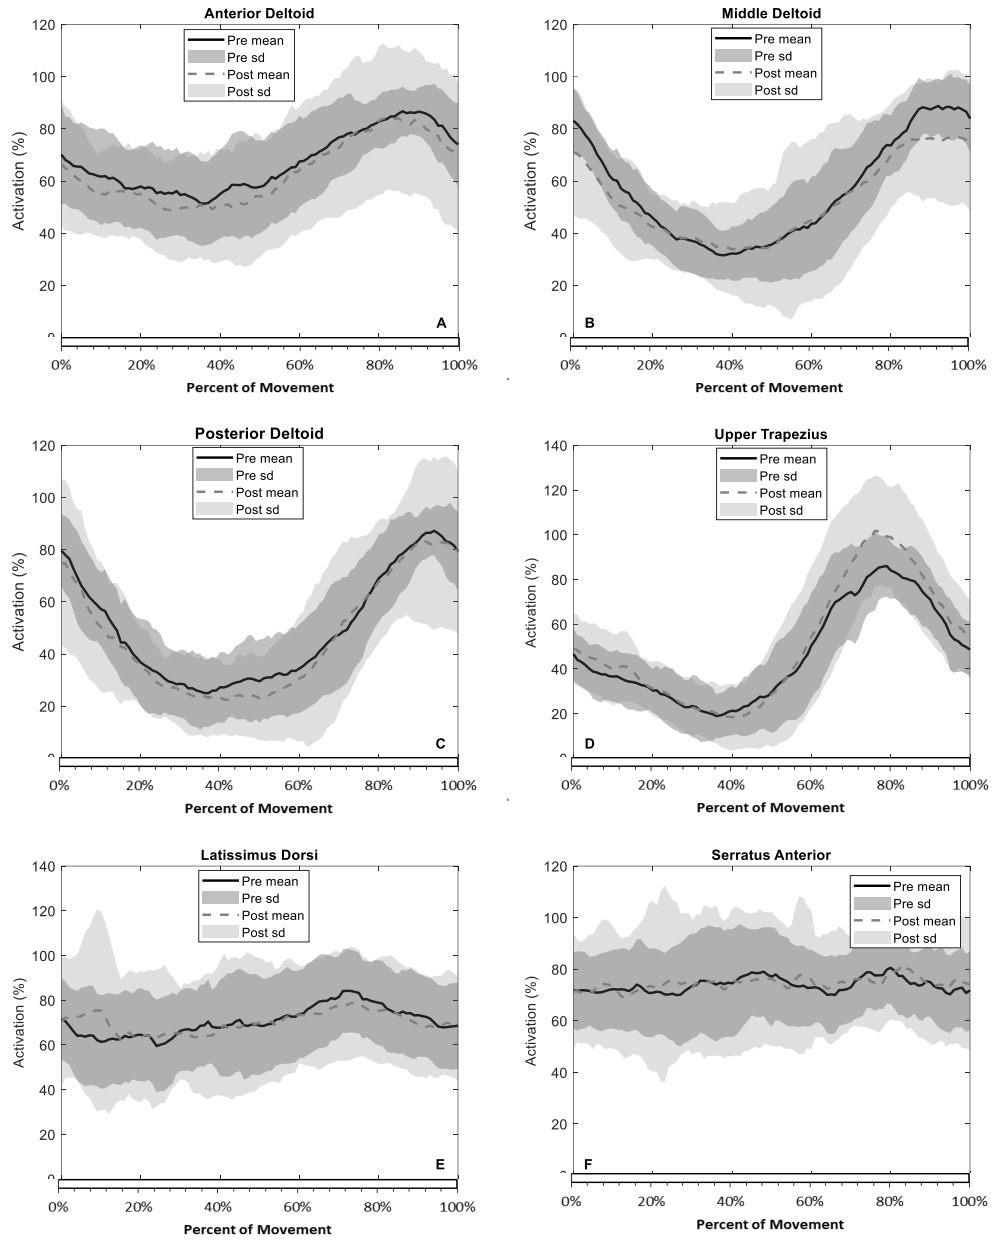 Anterior Deltoid
Pre mean
Pre sd
Post mean
Post sd
120
100
80
60
40
20
0
Activation (%)
A
0% 20% 40% 60% 80% 100%
Percent of Movement
Middle Deltoid
Pre mean
Pre sd
Post mean
Post sd
120
100
80
60
40
20
0
Activation (%)
B
0% 20% 40% 60% 80% 100%
Percent of Movement
Posterior Deltoid
Pre mean
Pre sd
Post mean
Post sd
120
100
80
60
40
20
0
Activation (%)
C
0% 20% 40% 60% 80% 100%
Percent of Movement
Upper Trapezius
Pre mean
Pre sd
Post mean
Post sd
140
120
100
80
60
40
20
0
Activation (%)
D
0% 20% 40% 60% 80% 100%
Percent of Movement
Latissimus Dorsi
Pre mean
Pre sd
Post mean
Post sd
140
120
100
80
60
40
20
0
Activation (%)
E
0% 20% 40% 60% 80% 100%
Percent of Movement
Serratus Anterior
Pre mean
Pre sd
Post mean
Post sd
120
100
80
60
40
20
0
Activation (%)
F
0% 20% 40% 60% 80% 100%
Percent of Movement